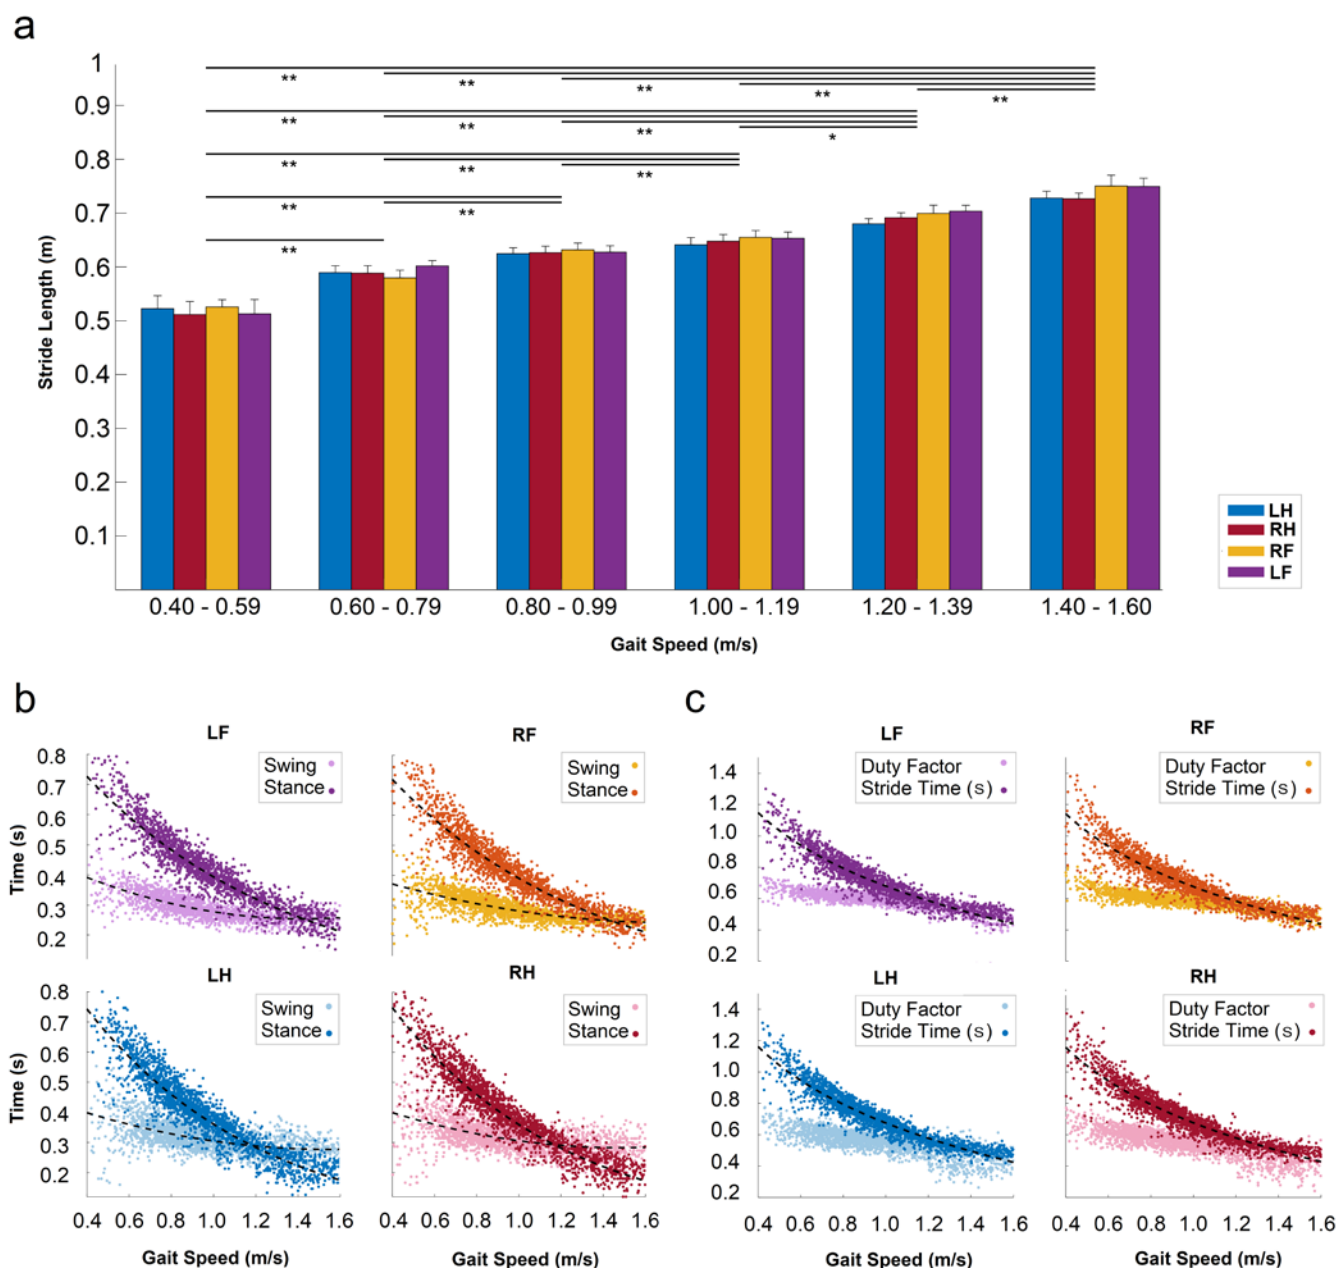 a
1
0.9
0.8
0.7
0.6
0.5
0.4
0.3
0.2
0.1
Stride Length (m)
** ** ** ** **
** ** ** *
** ** **
** **
**
LH
RH
RF
LF
0.40 - 0.59 0.60 - 0.79 0.80 - 0.99 1.00 - 1.19 1.20 - 1.39 1.40 - 1.60
Gait Speed (m/s)
b
LF
Swing
Stance
0.8
0.7
0.6
0.5
0.4
0.3
0.2
Time (s)
RF
Swing
Stance
LH
Swing
Stance
0.8
0.7
0.6
0.5
0.4
0.3
0.2
Time (s)
0.4 0.6 0.8 1.0 1.2 1.4 1.6
Gait Speed (m/s)
RH
Swing
Stance
0.4 0.6 0.8 1.0 1.2 1.4 1.6
Gait Speed (m/s)
c
LF
Duty Factor
Stride Time (s)
1.4
1.2
1.0
0.8
0.6
0.4
0.2
RF
Duty Factor
Stride Time (s)
LH
Duty Factor
Stride Time (s)
1.4
1.2
1.0
0.8
0.6
0.4
0.2
0.4 0.6 0.8 1.0 1.2 1.4 1.6
Gait Speed (m/s)
RH
Duty Factor
Stride Time (s)
0.4 0.6 0.8 1.0 1.2 1.4 1.6
Gait Speed (m/s)